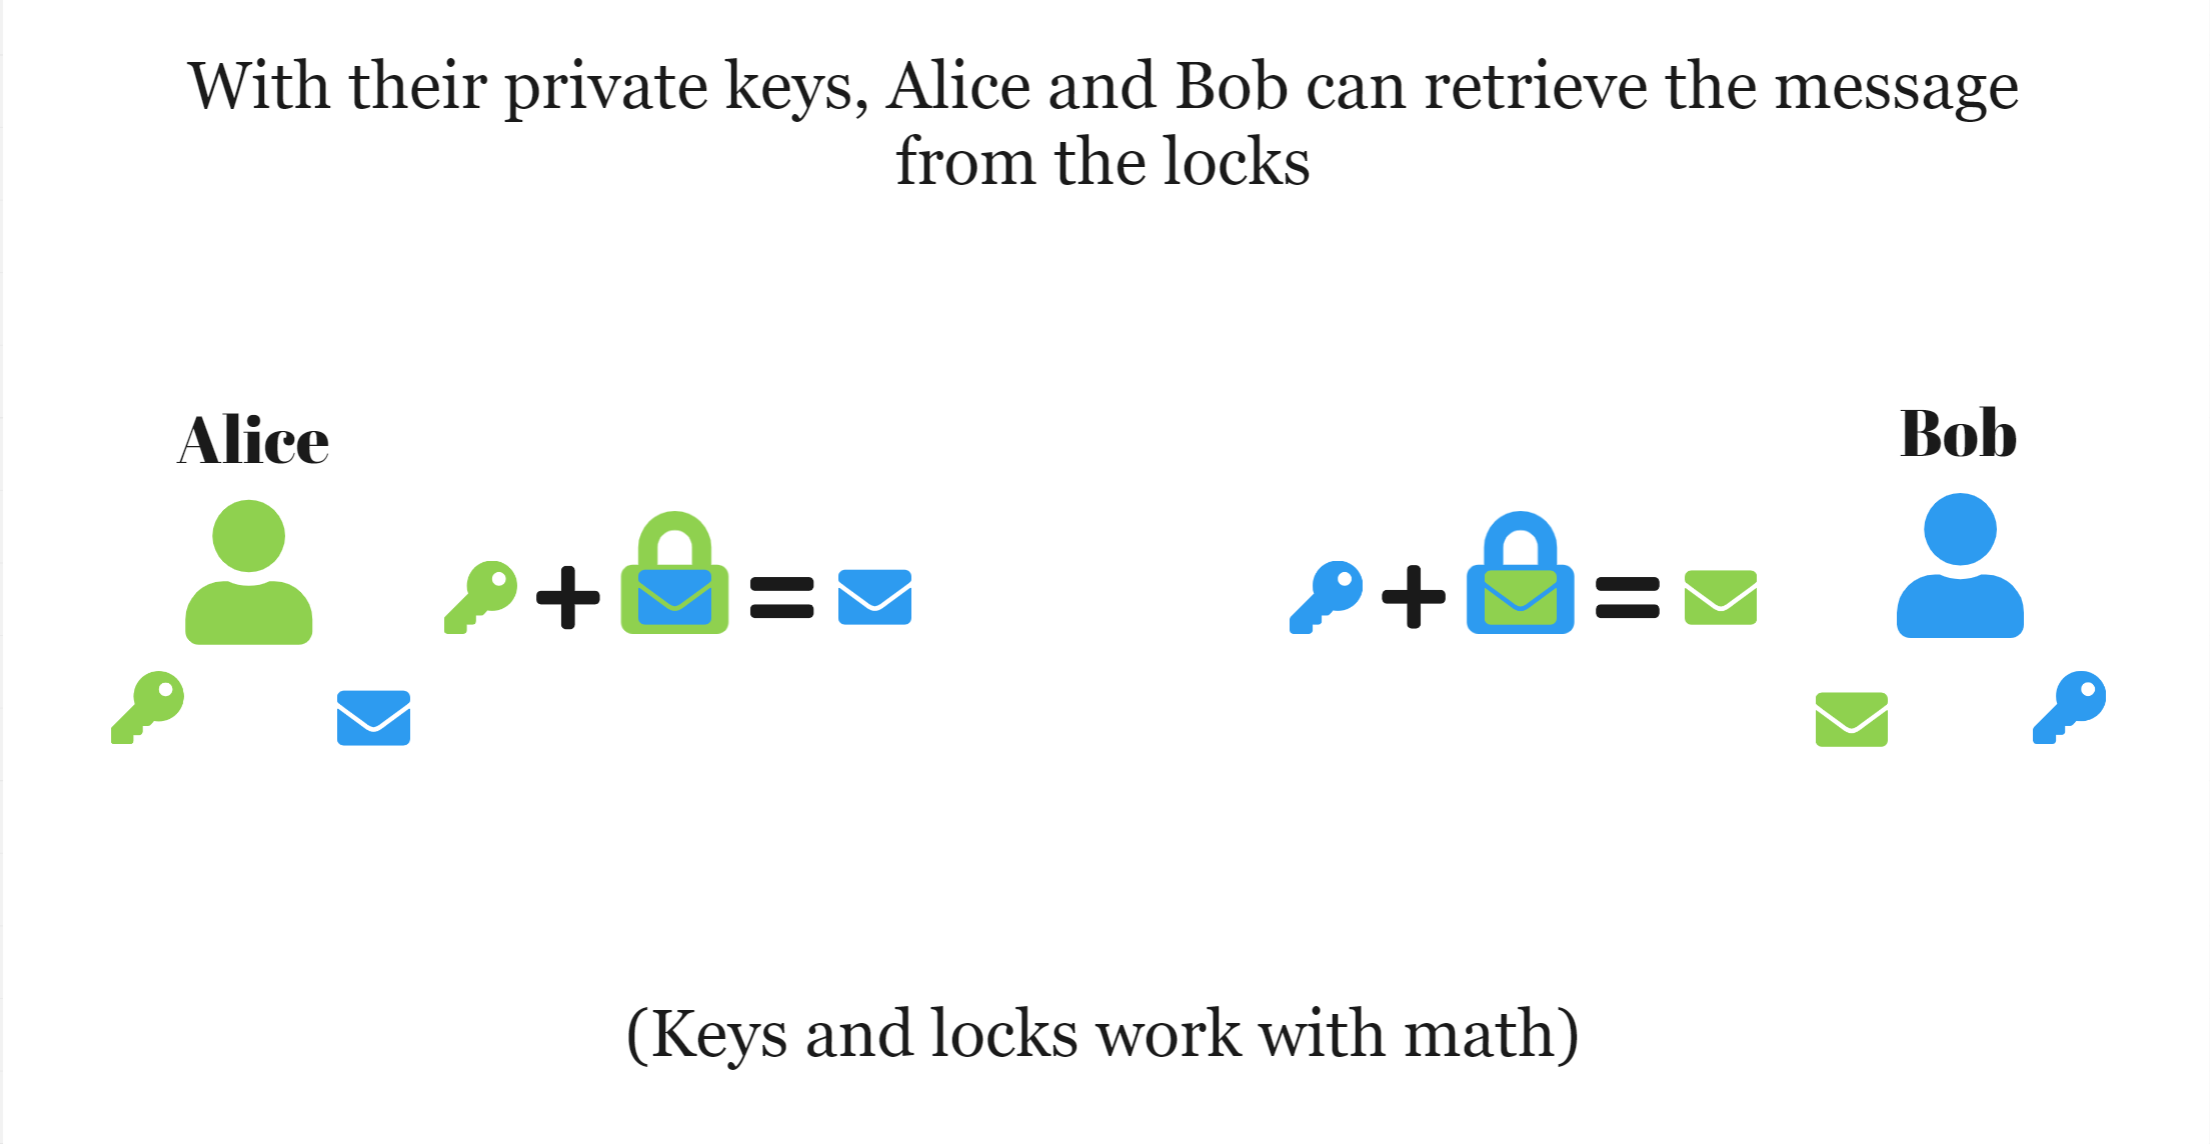 With their private keys, Alice and Bob can retrieve the message
from the locks
Alice
Bob
(Keys and locks work with math)